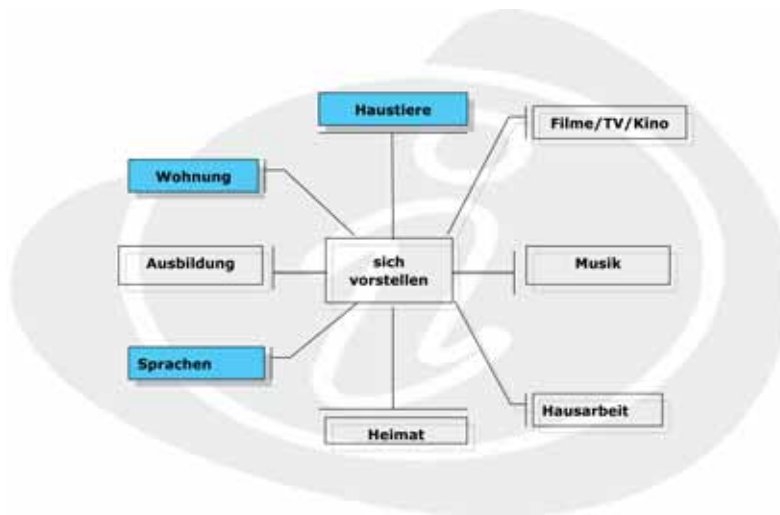 Haustiere
Filme/TV/Kino
Wohnung
Ausbildung
sich
vorstellen
Musik
Sprachen
Hausarbeit
Heimat